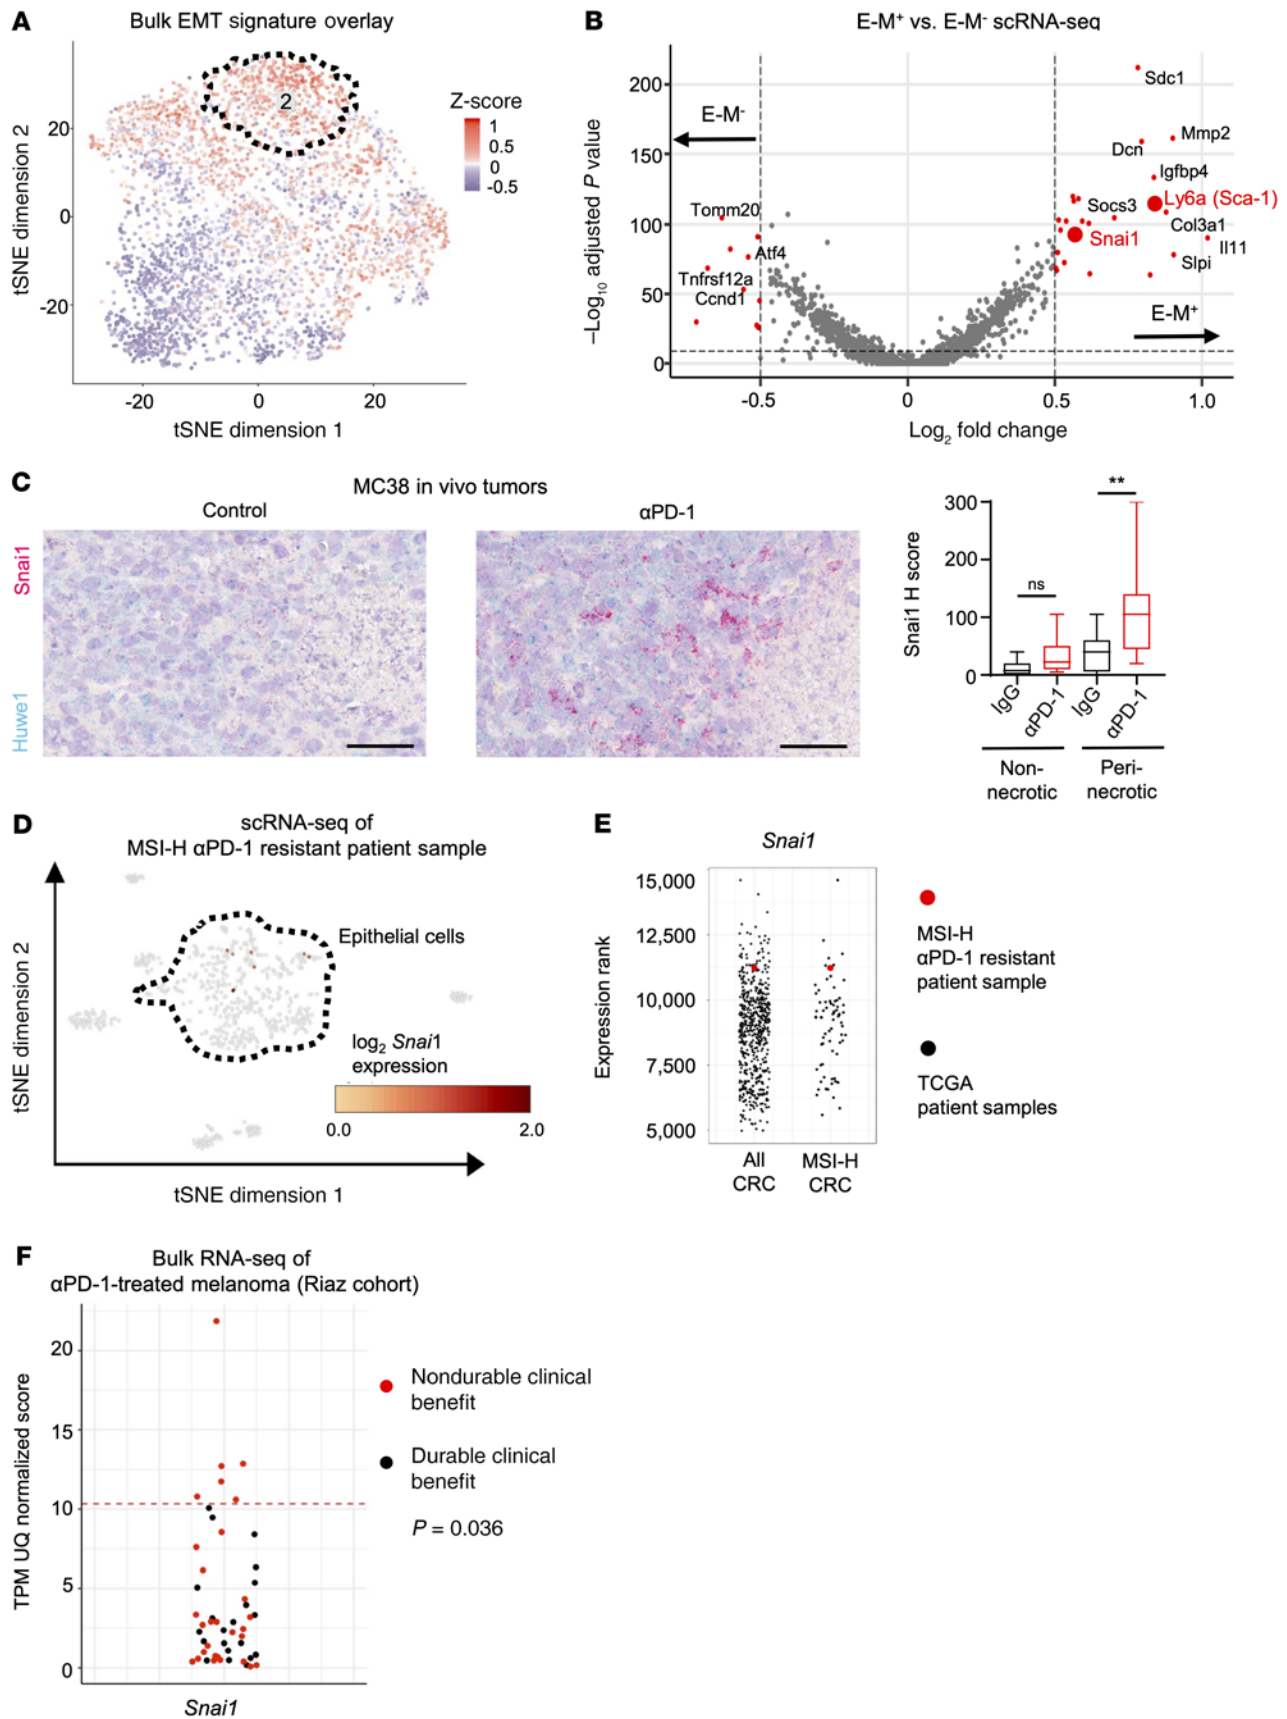 A
Bulk EMT signature overlay
2
Z-score
1
0.5
0
-0.5
20
0
-20
tSNE dimension 2
-20
0
20
tSNE dimension 1
B
E-M⁺ vs. E-M⁻ scRNA-seq
200
150
100
50
0
–Log₁₀ adjusted P value
E-M⁻
Sdc1
Mmp2
Dcn
Igfbp4
Ly6a (Sca-1)
Socs3
Col3a1
Snai1
Il11
Slpi
Tomm20
Atf4
Tnfrsf12a
Ccnd1
E-M⁺
-0.5
0
0.5
1.0
Log₂ fold change
C
MC38 in vivo tumors
Control
αPD-1
Snai1
Huwe1
Snai1 H score
300
200
100
0
ns
**
IgG
αPD-1
IgG
αPD-1
Non-
necrotic
Peri-
necrotic
D
scRNA-seq of
MSI-H αPD-1 resistant patient sample
Epithelial cells
log₂ Snai1
expression
0.0
2.0
tSNE dimension 2
tSNE dimension 1
E
Snai1
15,000
12,500
10,000
7,500
5,000
Expression rank
All
CRC
MSI-H
CRC
MSI-H
αPD-1 resistant
patient sample
TCGA
patient samples
F
Bulk RNA-seq of
αPD-1-treated melanoma (Riaz cohort)
20
15
10
5
0
TPM UQ normalized score
Snai1
Nondurable clinical
benefit
Durable clinical
benefit
P = 0.036